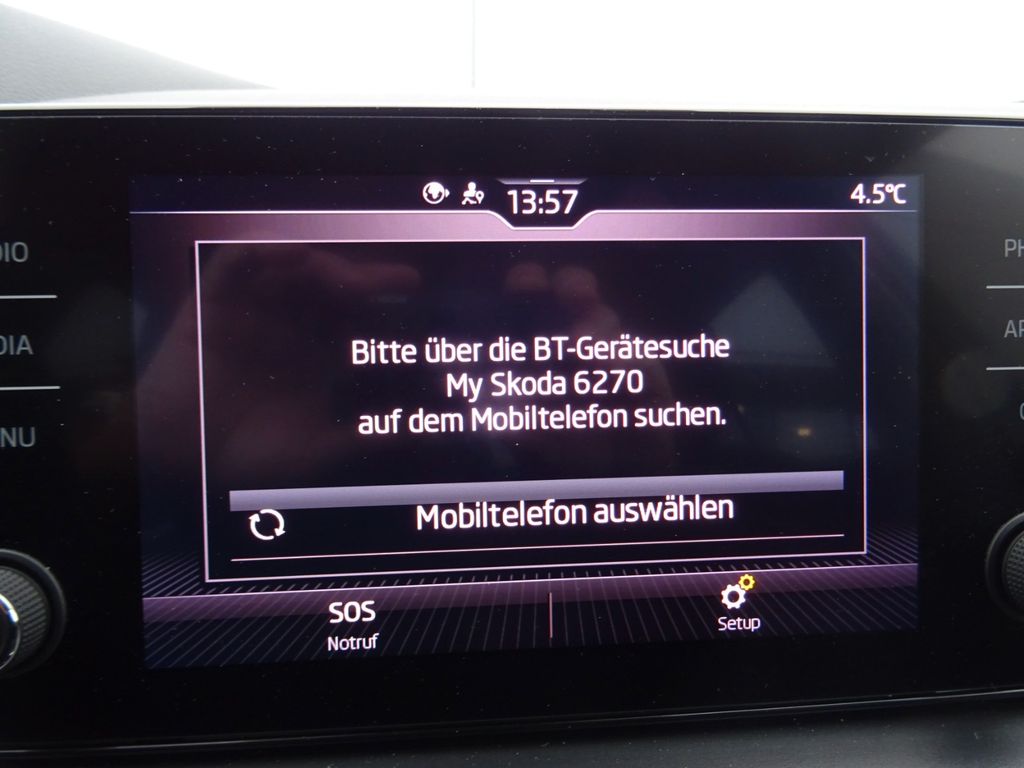 13:57
4.5°C
Bitte über die BT-Gerätesuche
My Skoda 6270
auf dem Mobiltelefon suchen.
Mobiltelefon auswählen
SOS
Notruf
Setup